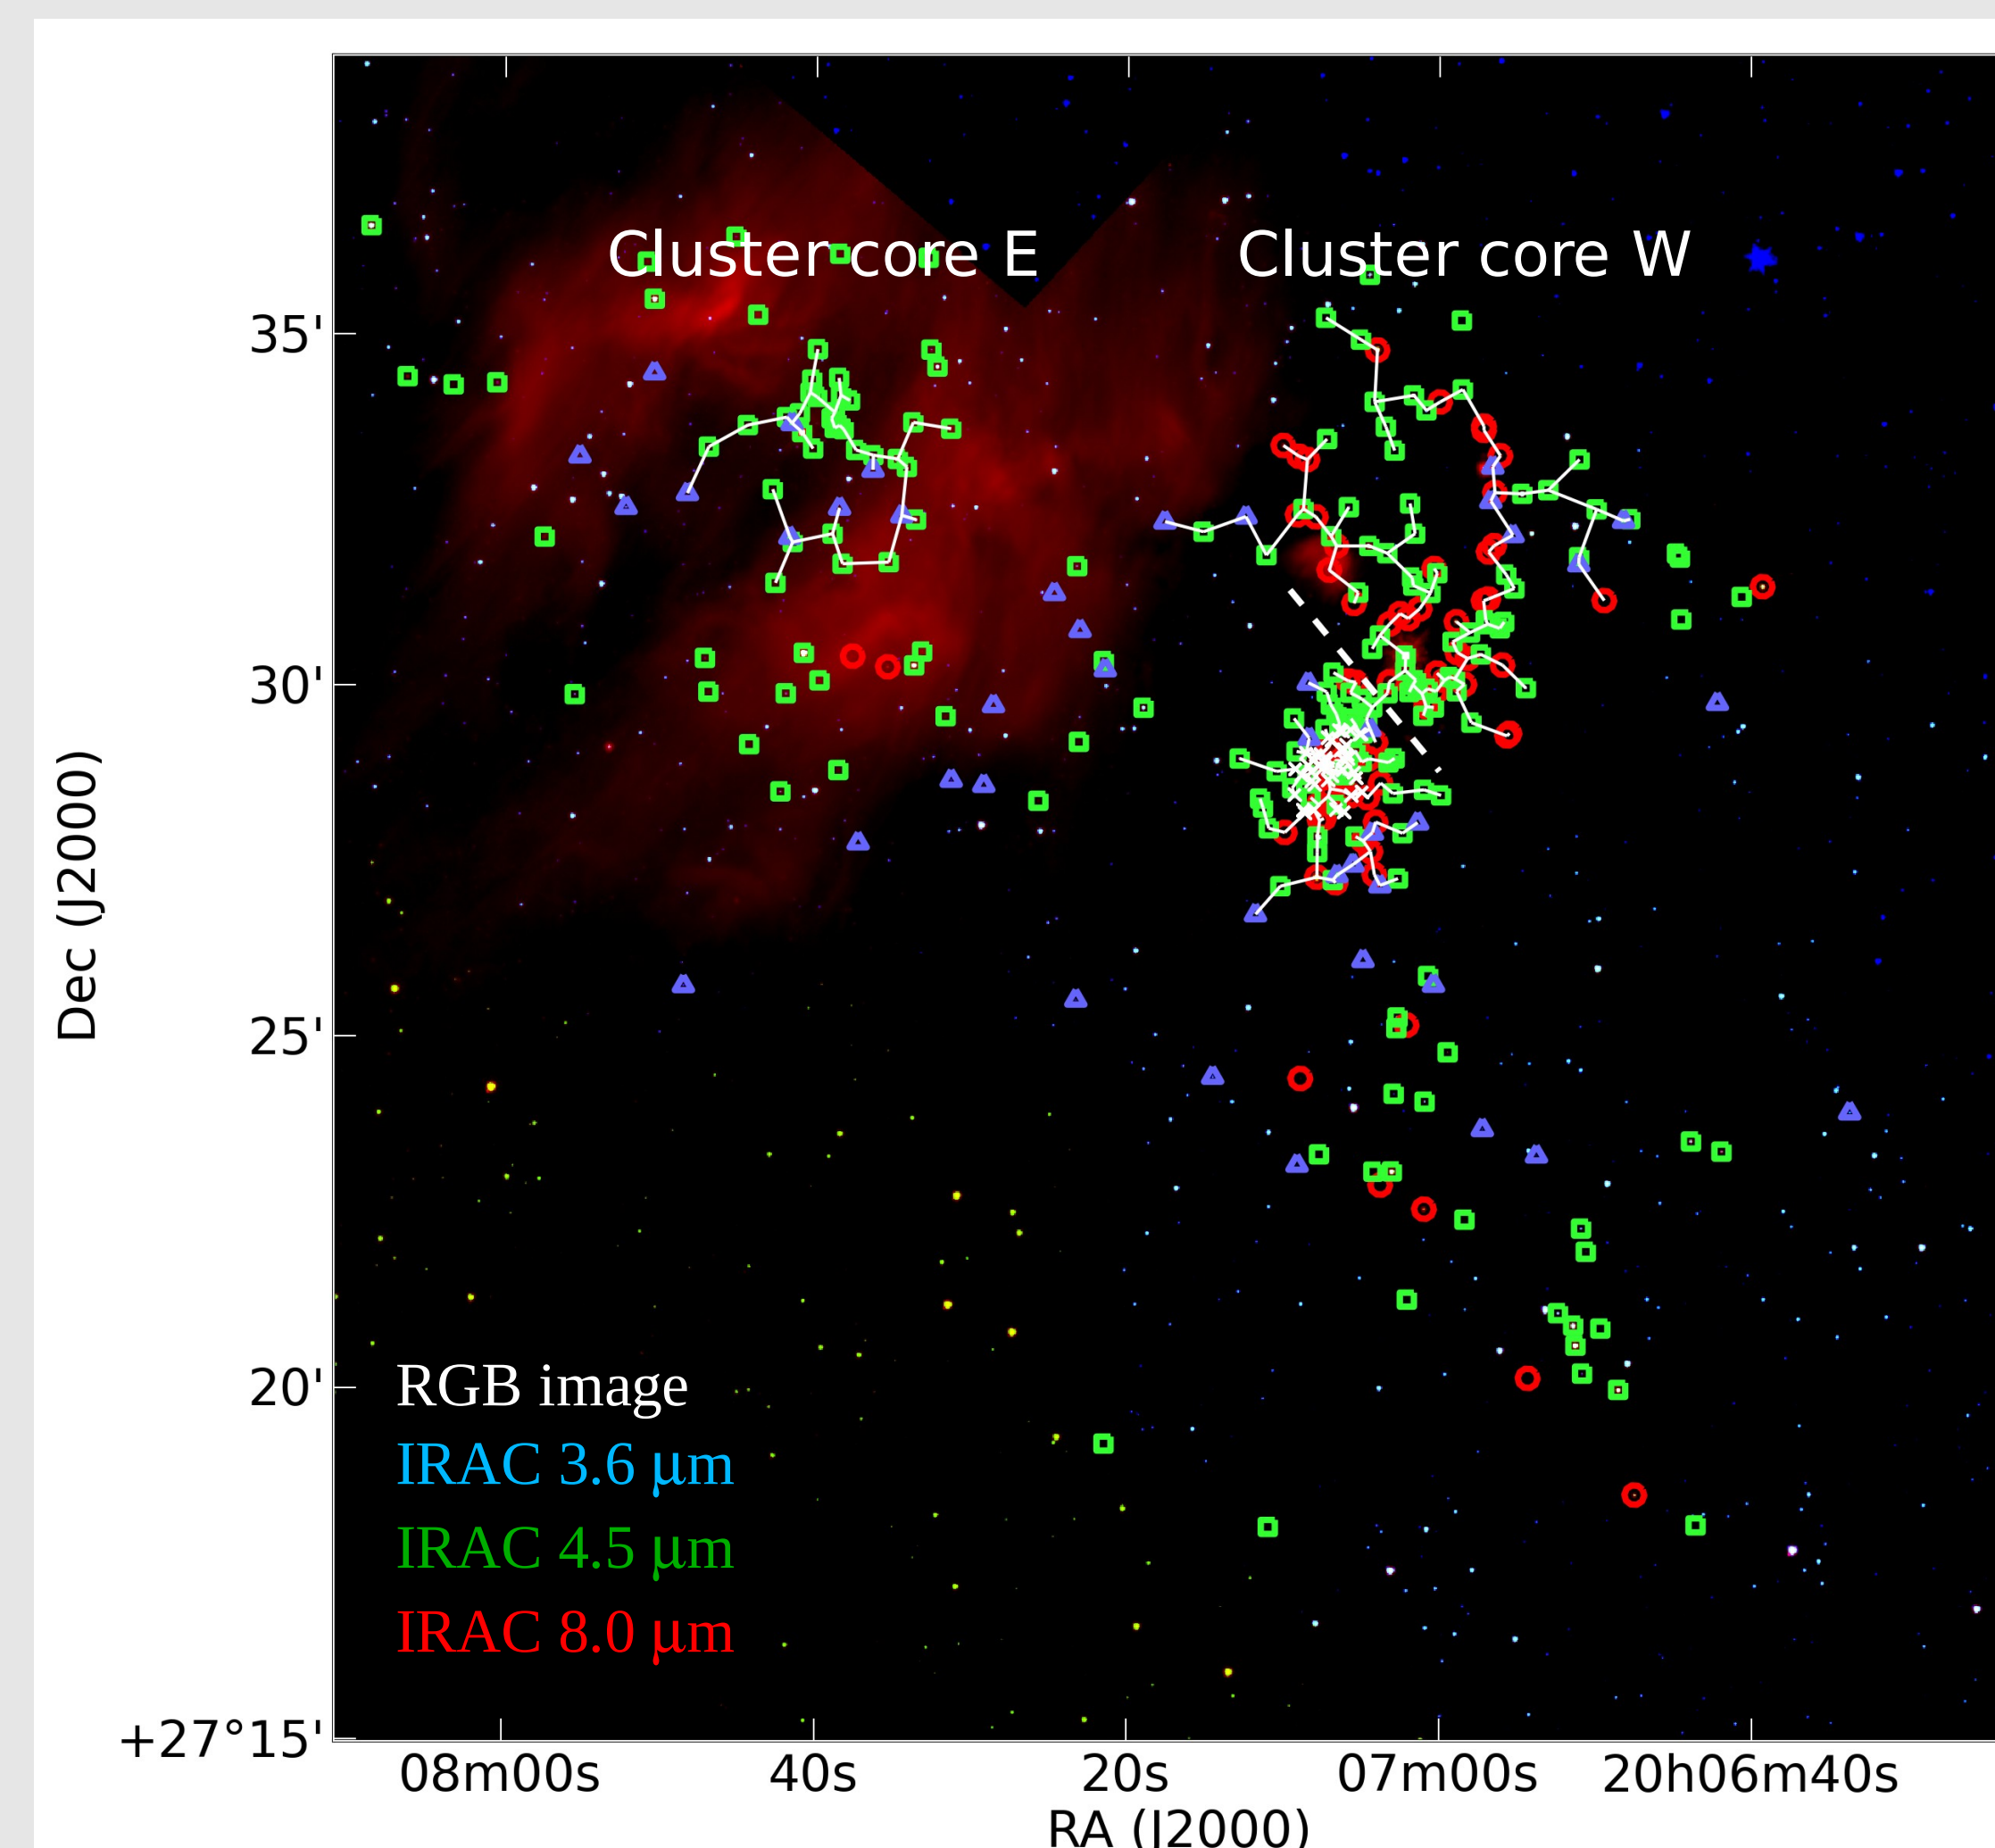 Cluster core E
Cluster core W
35'
30'
25'
20'
+27°15'
Dec (J2000)
RGB image
IRAC 3.6 μm
IRAC 4.5 μm
IRAC 8.0 μm
08m00s
40s
20s
07m00s
20h06m40s
RA (J2000)